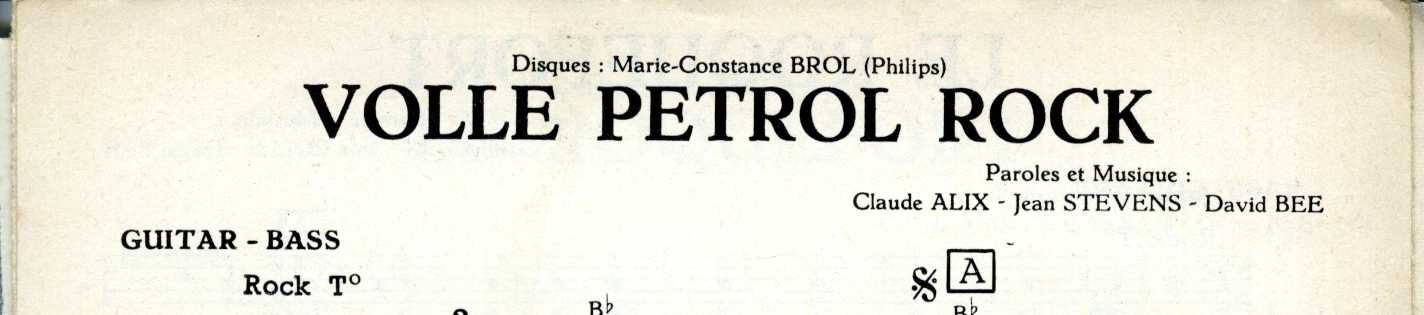 Disques : Marie-Constance BROL (Philips)
VOLLE PETROL ROCK
Paroles et Musique :
Claude ALIX - Jean STEVENS - David BEE
GUITAR - BASS
Rock Tº
A
B♭
B♭